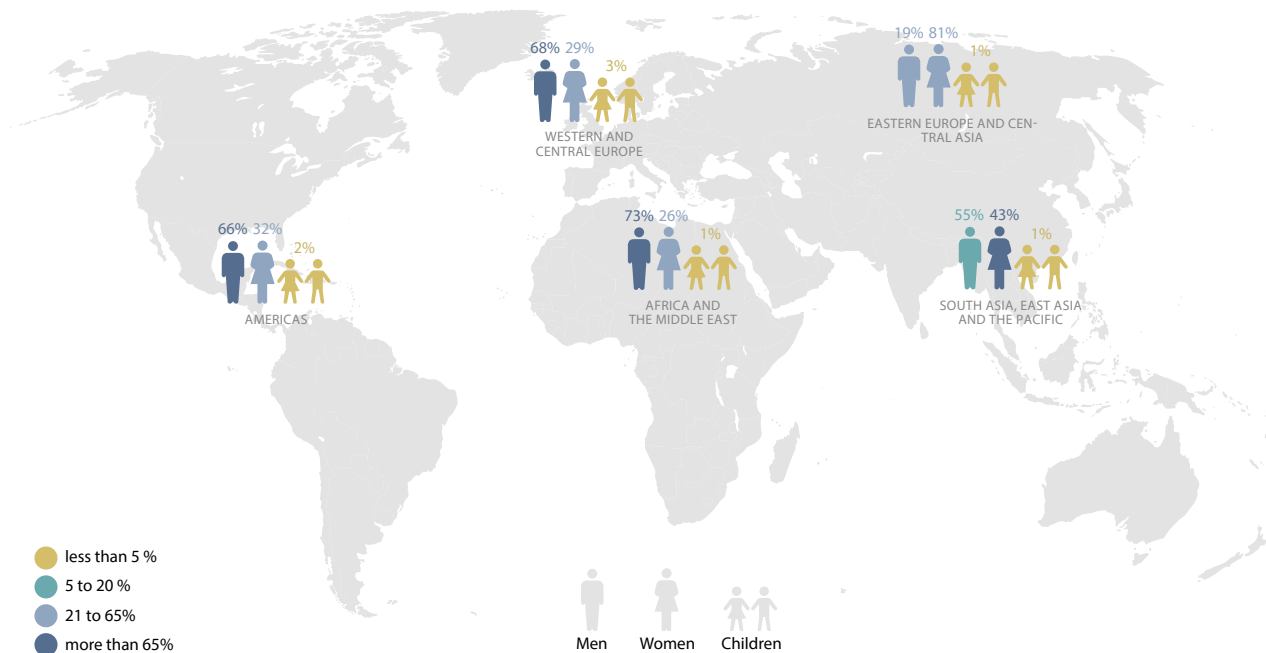 19% 81%
1%
EASTERN EUROPE AND CEN-
TRAL ASIA
68% 29%
3%
WESTERN AND
CENTRAL EUROPE
66% 32%
2%
AMERICAS
73% 26%
1%
AFRICA AND
THE MIDDLE EAST
55% 43%
1%
SOUTH ASIA, EAST ASIA
AND THE PACIFIC
less than 5 %
5 to 20 %
21 to 65%
more than 65%
Men Women Children